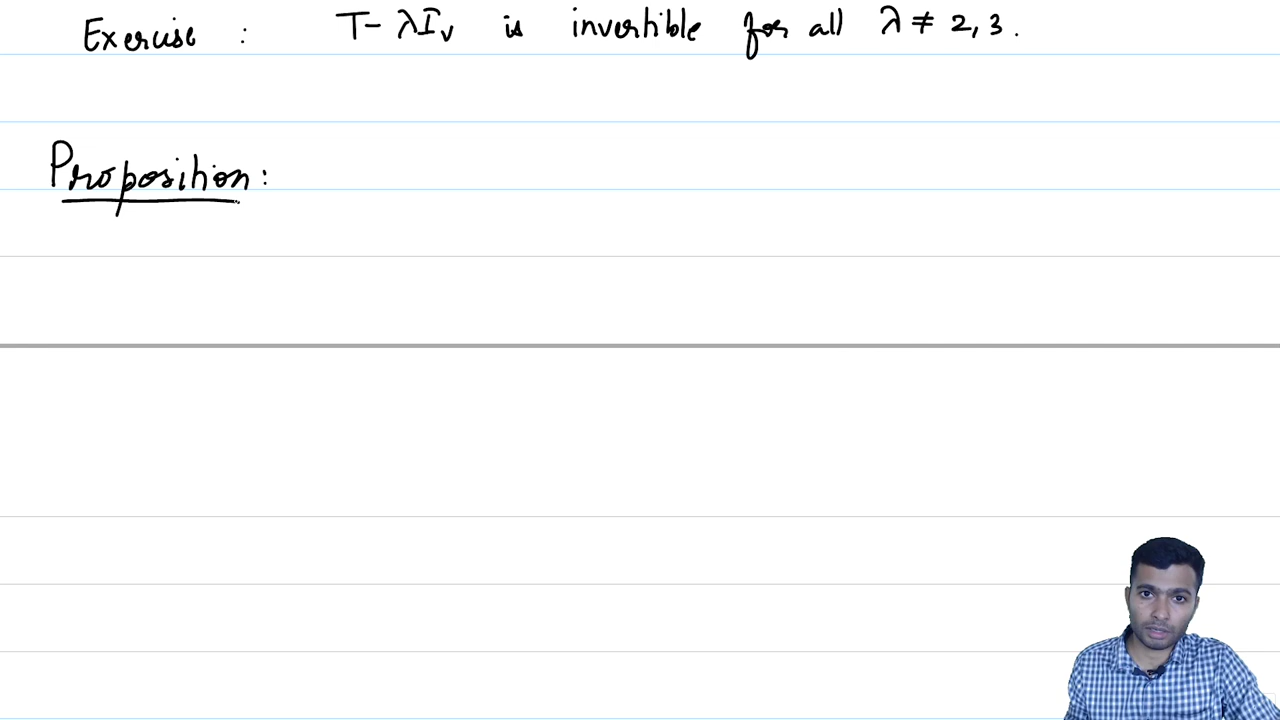 Exercise : T - λI_v is invertible for all λ ≠ 2, 3.
Proposition: